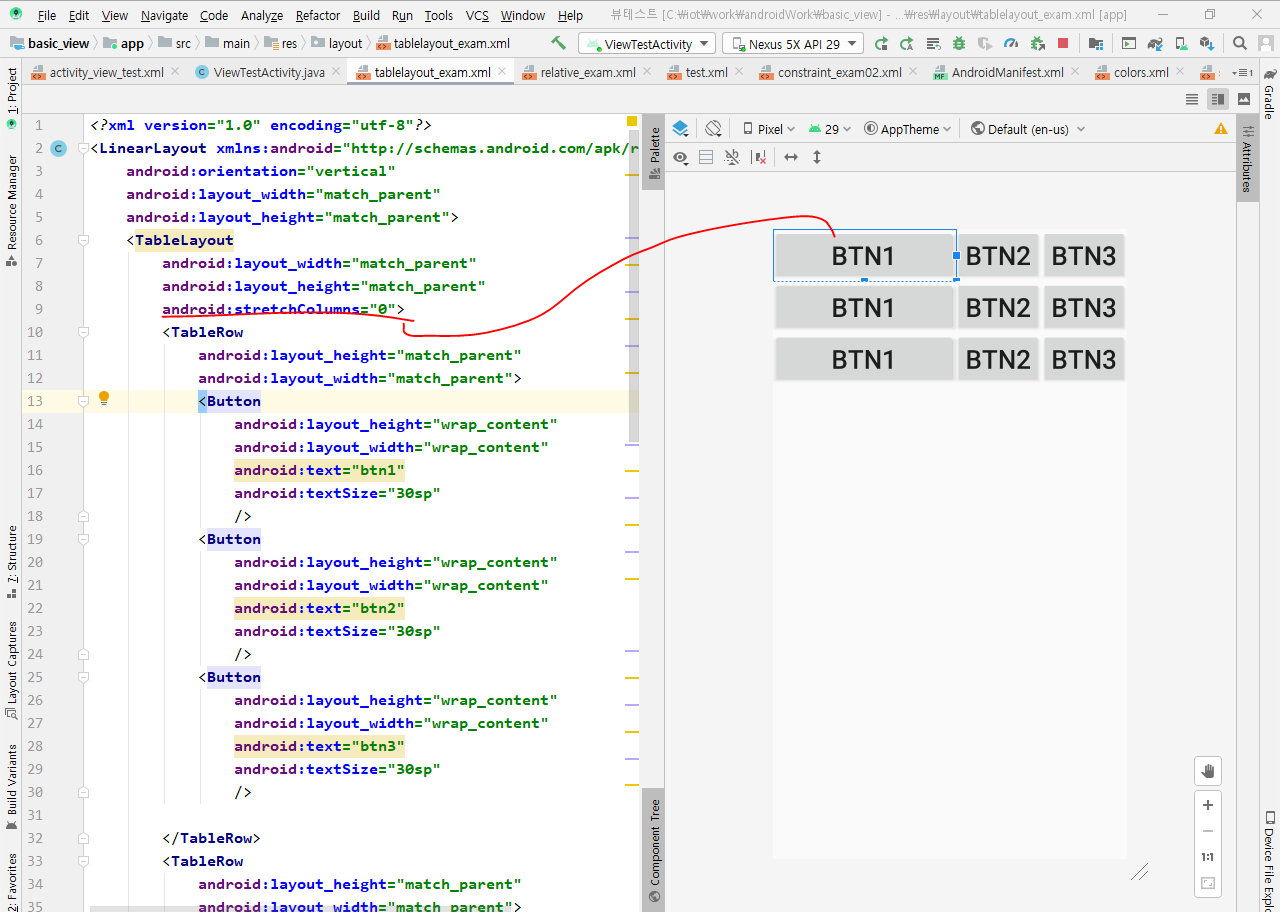 File Edit View Navigate Code Analyze Refactor Build Run Tools VCS Window Help 뷰테스트 [C:₩iot₩work₩androidWork₩basic_view] - ...₩res₩layout₩tablelayout_exam.xml [app]
basic_view app src main res layout tablelayout_exam.xml ViewTestActivity Nexus 5X API 29
activity_view_test.xml ViewTestActivity.java tablelayout_exam.xml relative_exam.xml test.xml constraint_exam02.xml AndroidManifest.xml colors.xml
1: Project
Resource Manager
7: Structure
Layout Captures
Build Variants
2: Favorites
1 <?xml version="1.0" encoding="utf-8"?>
2 <LinearLayout xmlns:android="http://schemas.android.com/apk/r
3 android:orientation="vertical"
4 android:layout_width="match_parent"
5 android:layout_height="match_parent">
6 <TableLayout
7 android:layout_width="match_parent"
8 android:layout_height="match_parent"
9 android:stretchColumns="0">
10 <TableRow
11 android:layout_height="match_parent"
12 android:layout_width="match_parent">
13 <Button
14 android:layout_height="wrap_content"
15 android:layout_width="wrap_content"
16 android:text="btn1"
17 android:textSize="30sp"
18 />
19 <Button
20 android:layout_height="wrap_content"
21 android:layout_width="wrap_content"
22 android:text="btn2"
23 android:textSize="30sp"
24 />
25 <Button
26 android:layout_height="wrap_content"
27 android:layout_width="wrap_content"
28 android:text="btn3"
29 android:textSize="30sp"
30 />
31
32 </TableRow>
33 <TableRow
34 android:layout_height="match_parent"
35 android:layout_width="match_parent">
Palette
Component Tree
Pixel 29 AppTheme Default (en-us)
BTN1 BTN2 BTN3
BTN1 BTN2 BTN3
BTN1 BTN2 BTN3
1:1
Attributes
Gradle
Device File Explo